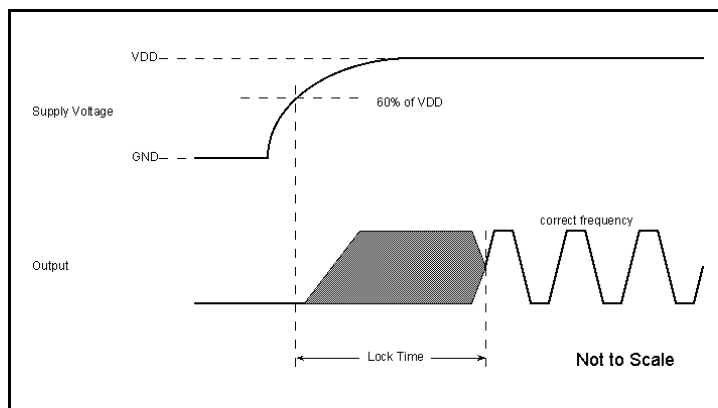 VDD
60% of VDD
Supply Voltage
GND
correct frequency
Output
Lock Time
Not to Scale